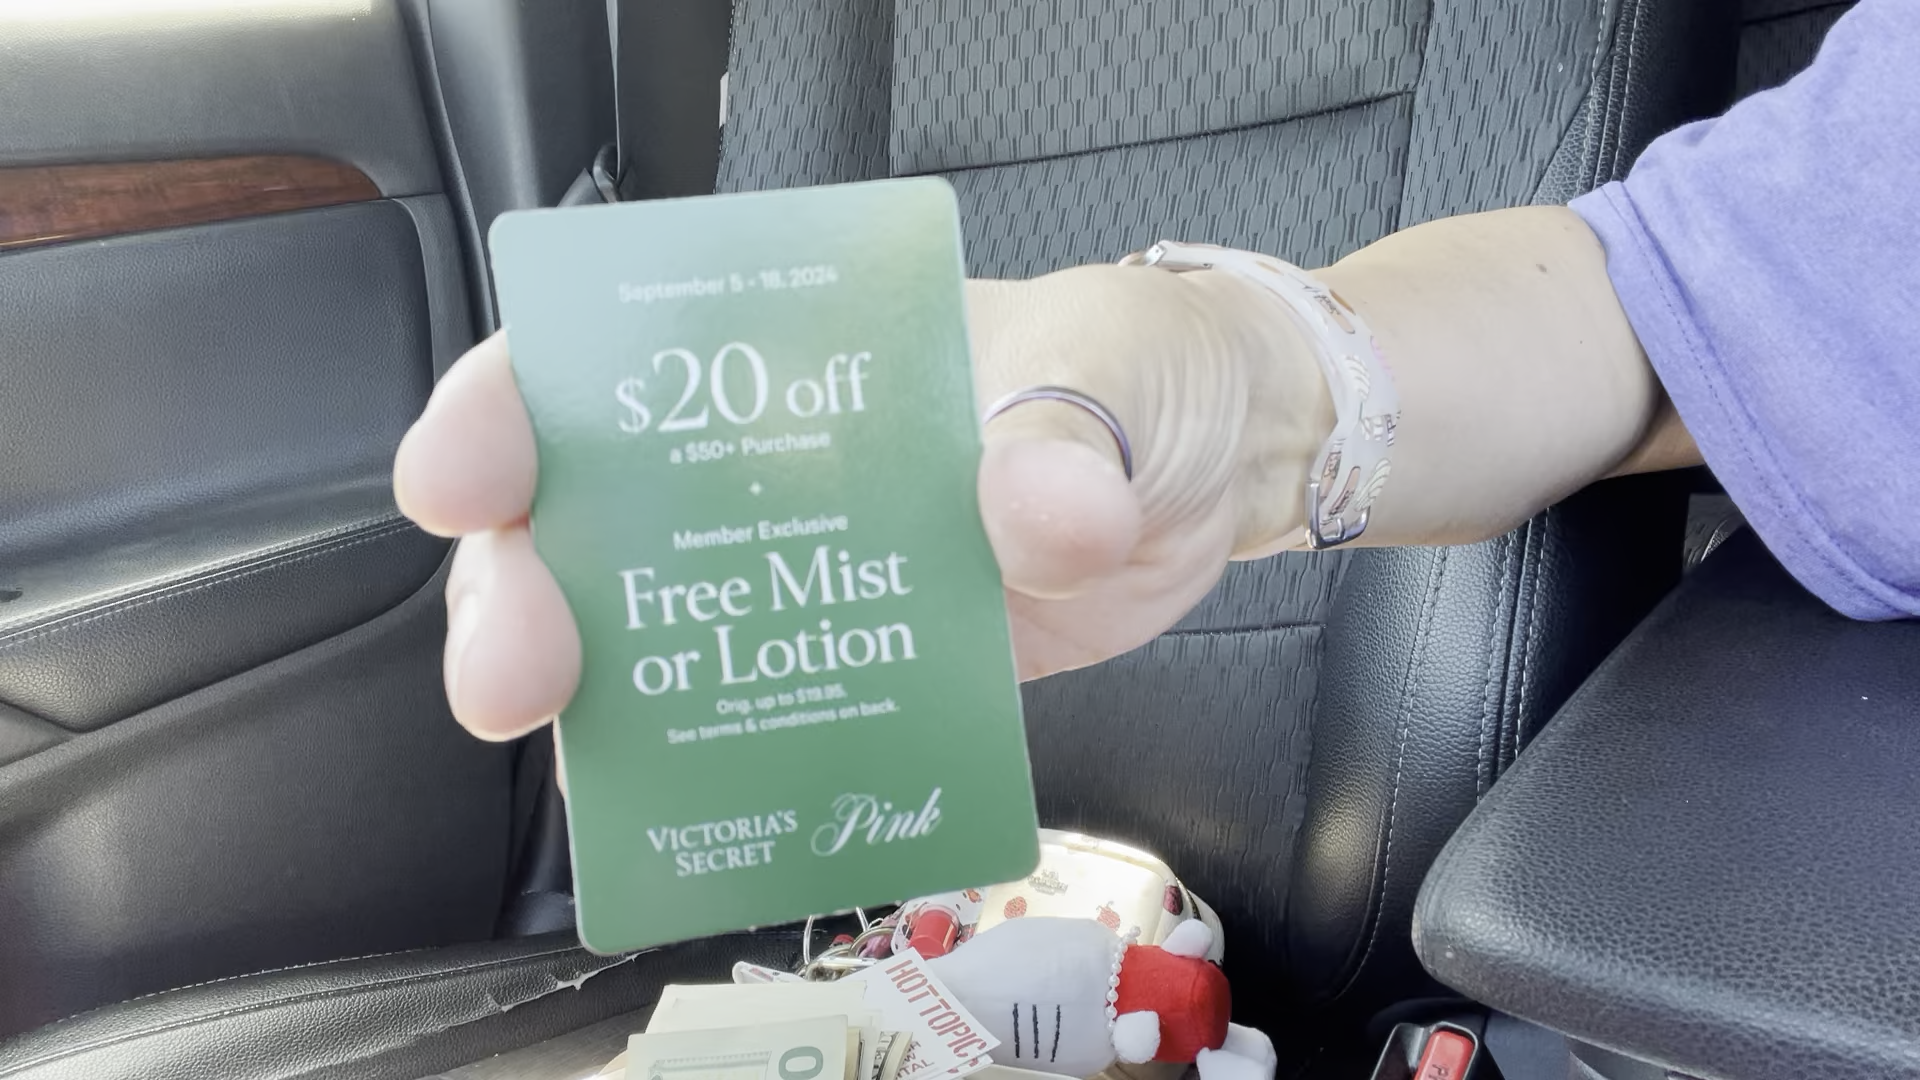 September 5 - 18, 2024
$20 off
a $50+ Purchase
+
Member Exclusive
Free Mist
or Lotion
Orig. up to $19.95.
See terms & conditions on back.
VICTORIA'S
SECRET
Pink
HOT TOPIC